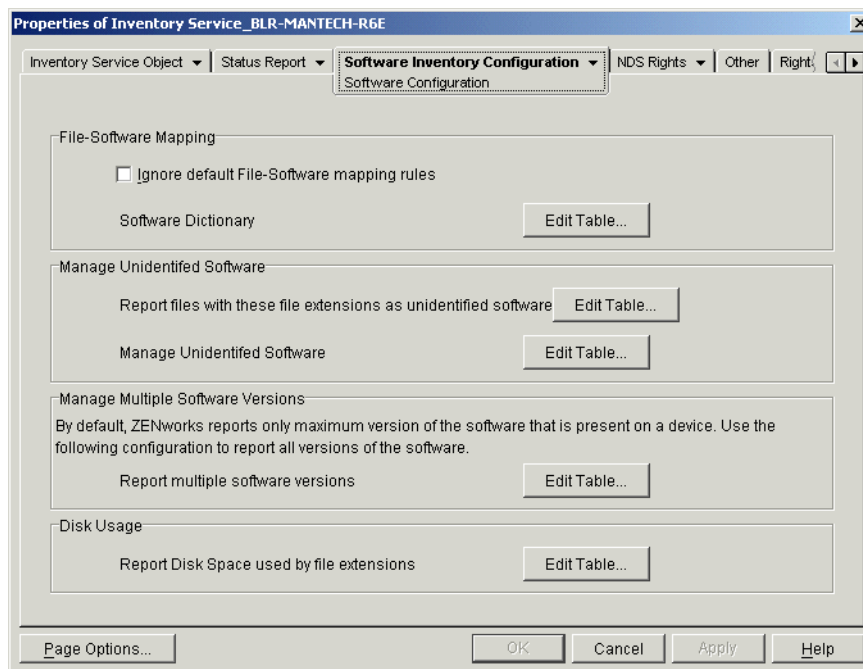 Properties of Inventory Service_BLR-MANTECH-R6E
Inventory Service Object Status Report Software Inventory Configuration NDS Rights Other Right
Software Configuration
File-Software Mapping
Ignore default File-Software mapping rules
Software Dictionary Edit Table...
Manage Unidentifed Software
Report files with these file extensions as unidentified software Edit Table...
Manage Unidentifed Software Edit Table...
Manage Multiple Software Versions
By default, ZENworks reports only maximum version of the software that is present on a device. Use the
following configuration to report all versions of the software.
Report multiple software versions Edit Table...
Disk Usage
Report Disk Space used by file extensions Edit Table...
Page Options... OK Cancel Apply Help